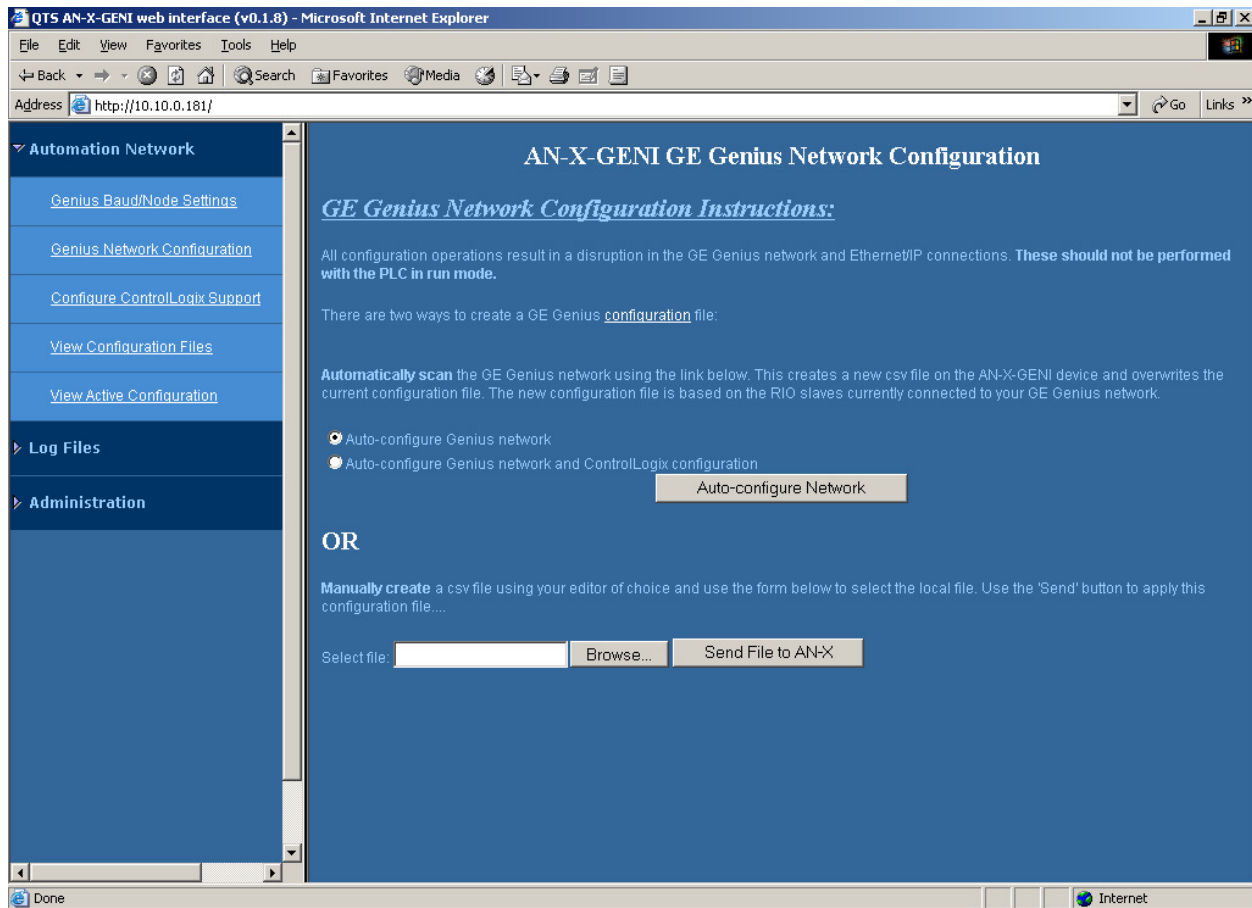 QTS AN-X-GENI web interface (v0.1.8) - Microsoft Internet Explorer
File Edit View Favorites Tools Help
Back Search Favorites Media
Address http://10.10.0.181/ Go Links »
Automation Network
Genius Baud/Node Settings
Genius Network Configuration
Configure ControlLogix Support
View Configuration Files
View Active Configuration
Log Files
Administration
AN-X-GENI GE Genius Network Configuration
GE Genius Network Configuration Instructions:
All configuration operations result in a disruption in the GE Genius network and Ethernet/IP connections. These should not be performed
with the PLC in run mode.
There are two ways to create a GE Genius configuration file:
Automatically scan the GE Genius network using the link below. This creates a new csv file on the AN-X-GENI device and overwrites the
current configuration file. The new configuration file is based on the RIO slaves currently connected to your GE Genius network.
Auto-configure Genius network
Auto-configure Genius network and ControlLogix configuration
Auto-configure Network
OR
Manually create a csv file using your editor of choice and use the form below to select the local file. Use the 'Send' button to apply this
configuration file....
Select file: Browse... Send File to AN-X
Done Internet